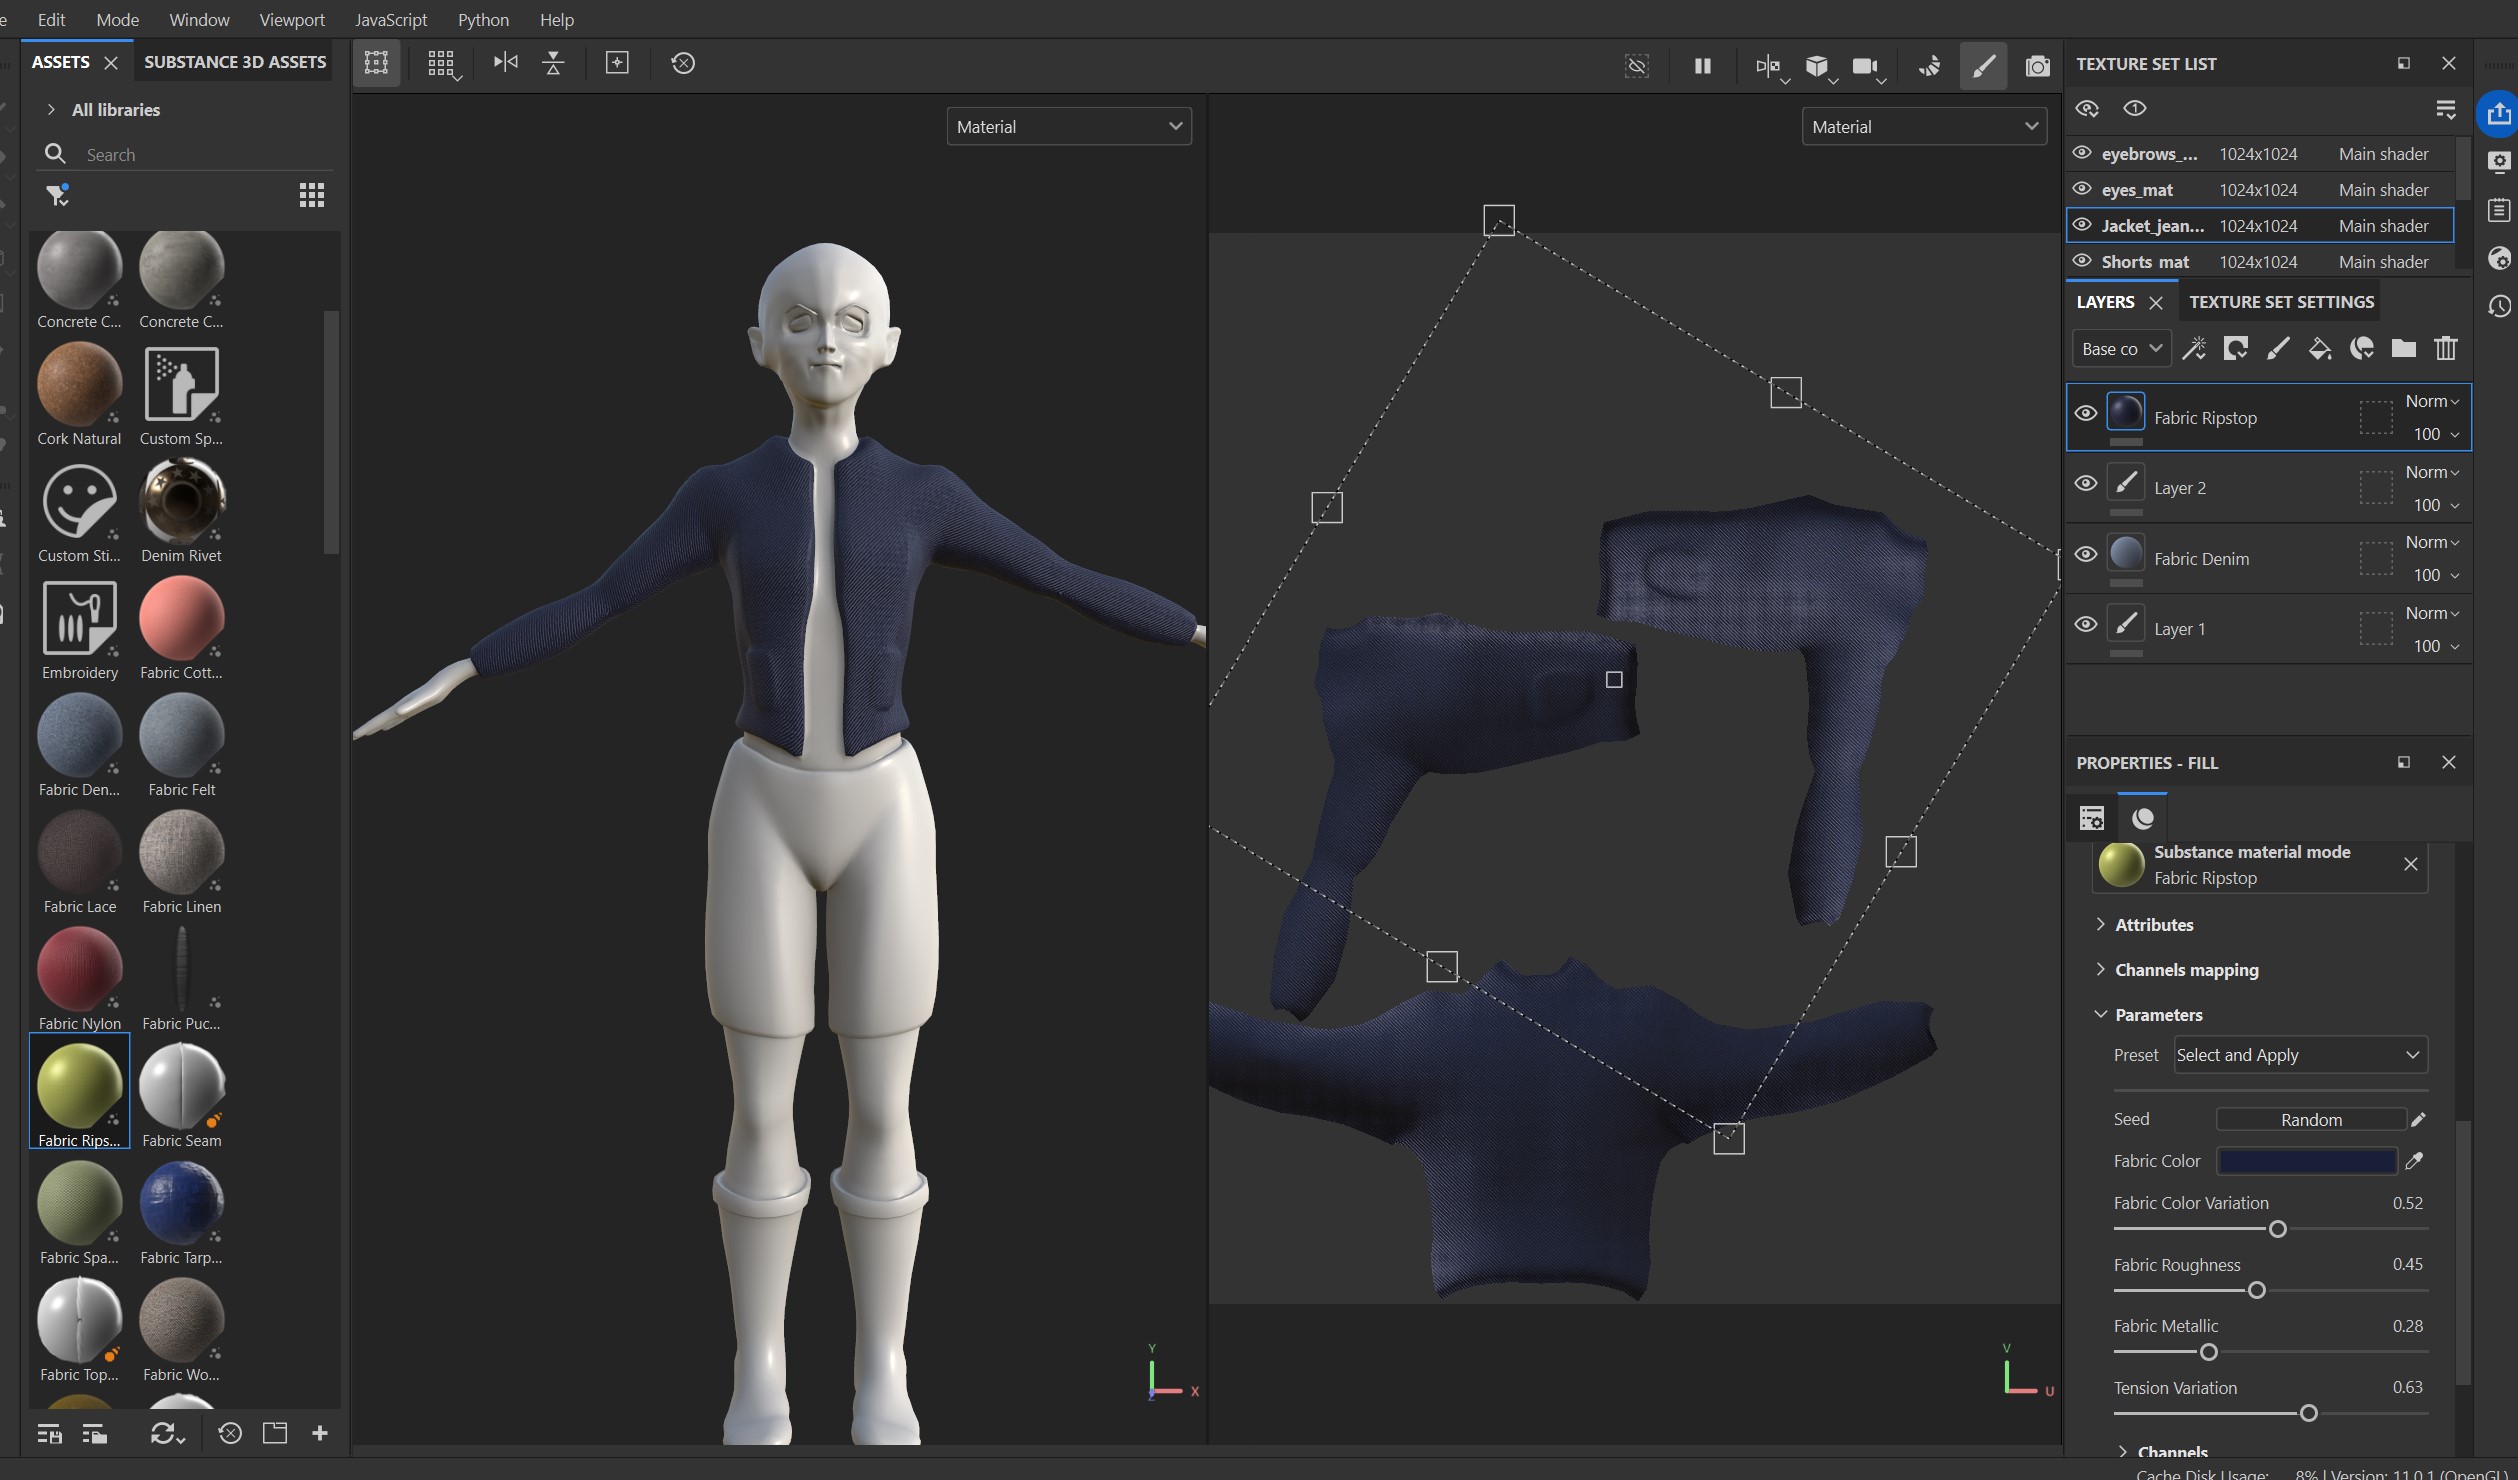 e Edit Mode Window Viewport JavaScript Python Help
ASSETS
SUBSTANCE 3D ASSETS
All libraries
Search
Concrete C...
Concrete C...
Cork Natural
Custom Sp...
Custom Sti...
Denim Rivet
Embroidery
Fabric Cott...
Fabric Den...
Fabric Felt
Fabric Lace
Fabric Linen
Fabric Nylon
Fabric Puc...
Fabric Rips...
Fabric Seam
Fabric Spa...
Fabric Tarp...
Fabric Top...
Fabric Wo...
Material
Y
X
Z
Material
V
U
TEXTURE SET LIST
1
eyebrows_... 1024x1024 Main shader
eyes_mat 1024x1024 Main shader
Jacket_jean... 1024x1024 Main shader
Shorts mat 1024x1024 Main shader
LAYERS
TEXTURE SET SETTINGS
Base co
Fabric Ripstop Norm
100
Layer 2 Norm
100
Fabric Denim Norm
100
Layer 1 Norm
100
PROPERTIES - FILL
Substance material mode
Fabric Ripstop
Attributes
Channels mapping
Parameters
Preset Select and Apply
Seed Random
Fabric Color
Fabric Color Variation 0.52
Fabric Roughness 0.45
Fabric Metallic 0.28
Tension Variation 0.63
Channels
Cache Disk Usage: 8% | Version: 11.0.1 (OpenGL)